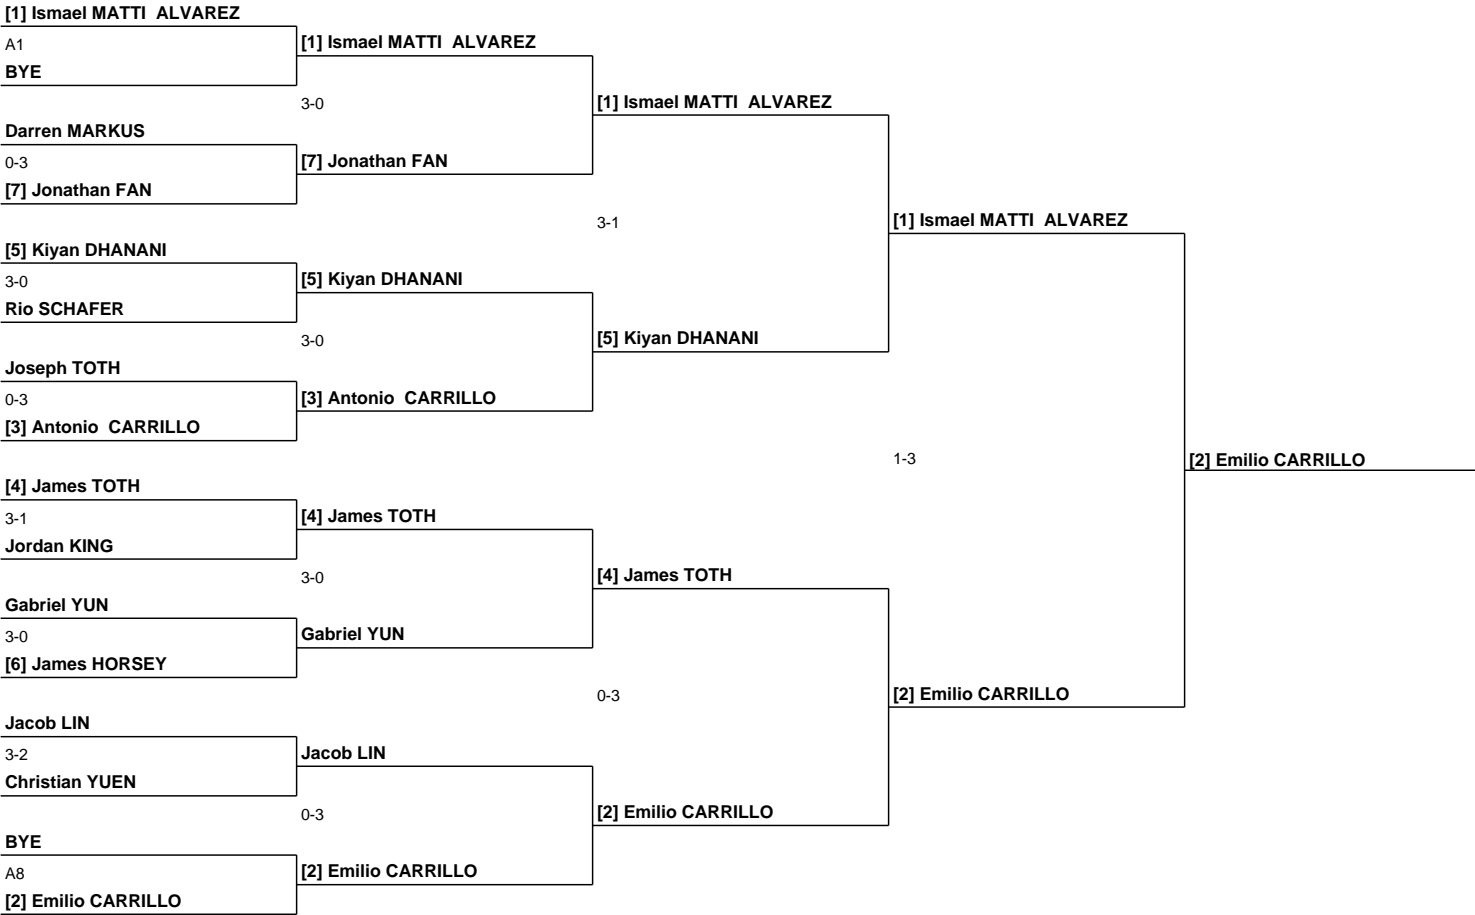 [1] Ismael MATTI  ALVAREZ
A1
BYE
[1] Ismael MATTI  ALVAREZ
3-0
Darren MARKUS
0-3
[7] Jonathan FAN
[7] Jonathan FAN
[1] Ismael MATTI  ALVAREZ
3-1
[5] Kiyan DHANANI
3-0
Rio SCHAFER
[5] Kiyan DHANANI
3-0
Joseph TOTH
0-3
[3] Antonio  CARRILLO
[3] Antonio  CARRILLO
[5] Kiyan DHANANI
[1] Ismael MATTI  ALVAREZ
1-3
[2] Emilio CARRILLO
[4] James TOTH
3-1
Jordan KING
[4] James TOTH
3-0
Gabriel YUN
3-0
[6] James HORSEY
Gabriel YUN
[4] James TOTH
0-3
Jacob LIN
3-2
Christian YUEN
Jacob LIN
0-3
BYE
A8
[2] Emilio CARRILLO
[2] Emilio CARRILLO
[2] Emilio CARRILLO
[2] Emilio CARRILLO